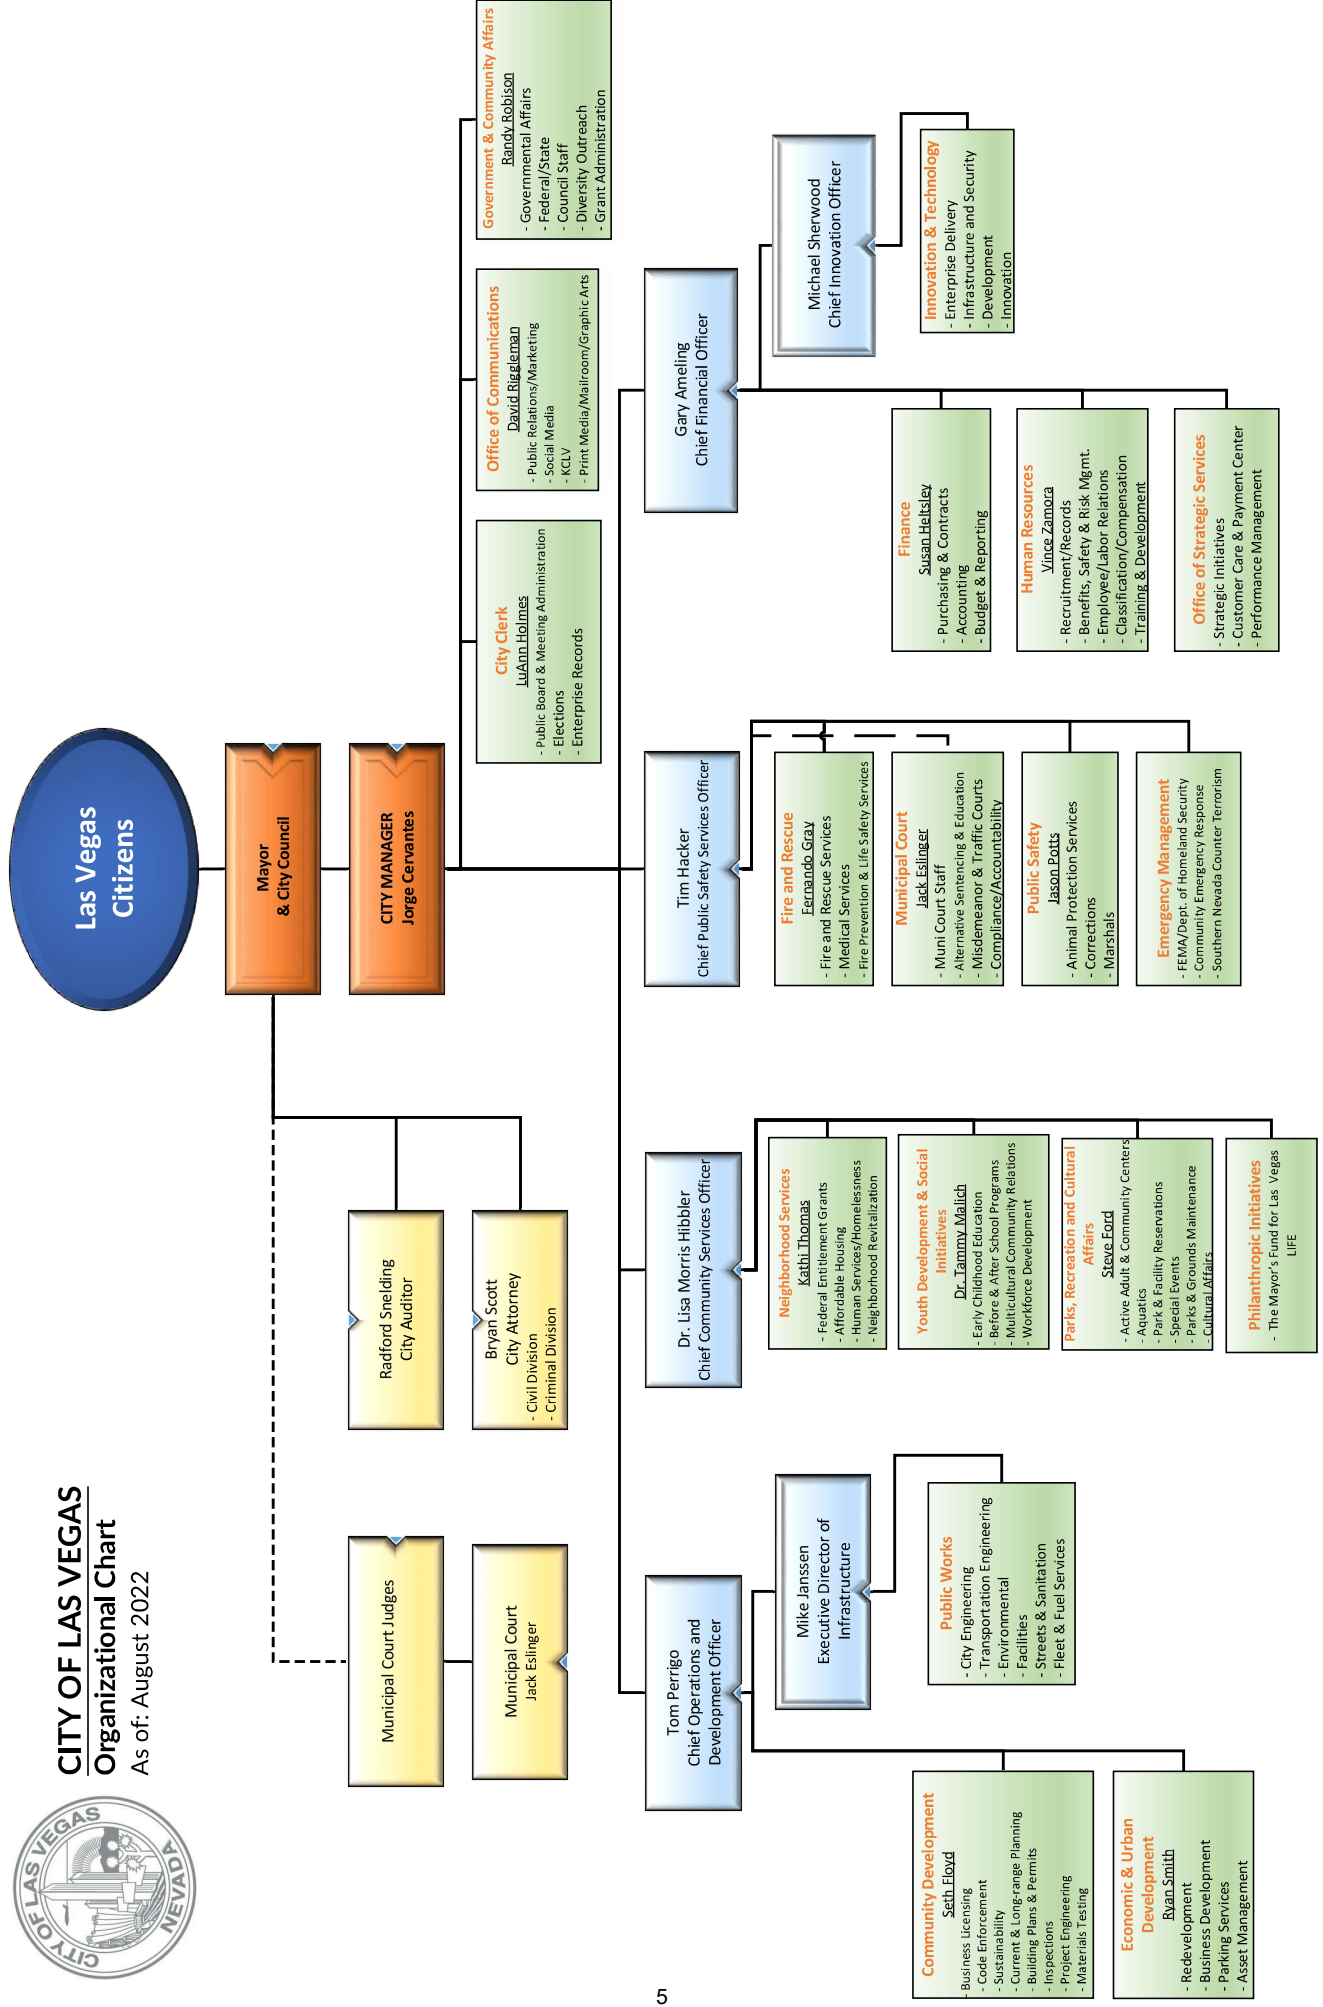 CITY OF LAS VEGAS
NEVADA
CITY OF LAS VEGAS
Organizational Chart
As of: August 2022
Las Vegas
Citizens
Mayor
& City Council
CITY MANAGER
Jorge Cervantes
Municipal Court Judges
Municipal Court
Jack Eslinger
Radford Snelding
City Auditor
Bryan Scott
City Attorney
- Civil Division
- Criminal Division
City Clerk
LuAnn Holmes
- Public Board & Meeting Administration
- Elections
- Enterprise Records
Office of Communications
David Riggleman
- Public Relations/Marketing
- Social Media
- KCLV
- Print Media/Mailroom/Graphic Arts
Government & Community Affairs
Randy Robison
- Governmental Affairs
- Federal/State
- Council Staff
- Diversity Outreach
- Grant Administration
Tom Perrigo
Chief Operations and
Development Officer
Mike Janssen
Executive Director of
Infrastructure
Public Works
- City Engineering
- Transportation Engineering
- Environmental
- Facilities
- Streets & Sanitation
- Fleet & Fuel Services
Community Development
Seth Floyd
- Business Licensing
- Code Enforcement
- Sustainability
- Current & Long-range Planning
- Building Plans & Permits
- Inspections
- Project Engineering
- Materials Testing
Economic & Urban
Development
Ryan Smith
- Redevelopment
- Business Development
- Parking Services
- Asset Management
Dr. Lisa Morris Hibbler
Chief Community Services Officer
Neighborhood Services
Kathi Thomas
- Federal Entitlement Grants
- Affordable Housing
- Human Services/Homelessness
- Neighborhood Revitalization
Youth Development & Social
Initiatives
Dr. Tammy Malich
- Early Childhood Education
- Before & After School Programs
- Multicultural Community Relations
- Workforce Development
Parks, Recreation and Cultural
Affairs
Steve Ford
- Active Adult & Community Centers
- Aquatics
- Park & Facility Reservations
- Special Events
- Parks & Grounds Maintenance
- Cultural Affairs
Philanthropic Initiatives
- The Mayor's Fund for Las Vegas
LIFE
Tim Hacker
Chief Public Safety Services Officer
Fire and Rescue
Fernando Gray
- Fire and Rescue Services
- Medical Services
- Fire Prevention & Life Safety Services
Municipal Court
Jack Eslinger
- Muni Court Staff
- Alternative Sentencing & Education
- Misdemeanor & Traffic Courts
- Compliance/Accountability
Public Safety
Jason Potts
- Animal Protection Services
- Corrections
- Marshals
Emergency Management
- FEMA/Dept. of Homeland Security
- Community Emergency Response
- Southern Nevada Counter Terrorism
Gary Ameling
Chief Financial Officer
Michael Sherwood
Chief Innovation Officer
Innovation & Technology
- Enterprise Delivery
- Infrastructure and Security
- Development
- Innovation
Finance
Susan Heltsley
- Purchasing & Contracts
- Accounting
- Budget & Reporting
Human Resources
Vince Zamora
- Recruitment/Records
- Benefits, Safety & Risk Mgmt.
- Employee/Labor Relations
- Classification/Compensation
- Training & Development
Office of Strategic Services
- Strategic Initiatives
- Customer Care & Payment Center
- Performance Management
5